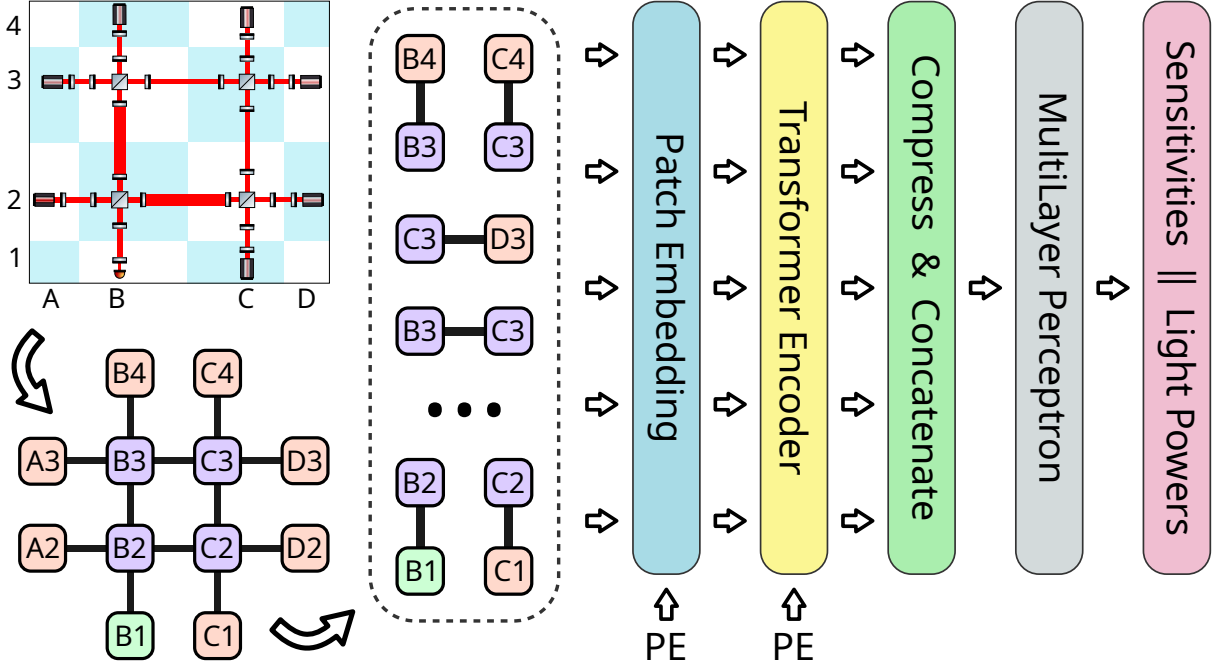 4
3
2
1
A B C D
B4 C4
A3 B3 C3 D3
A2 B2 C2 D2
B1 C1
B4 C4
B3 C3
C3 D3
B3 C3
B2 C2
B1 C1
Patch Embedding
PE
Transformer Encoder
PE
Compress & Concatenate
MultiLayer Perceptron
Sensitivities || Light Powers